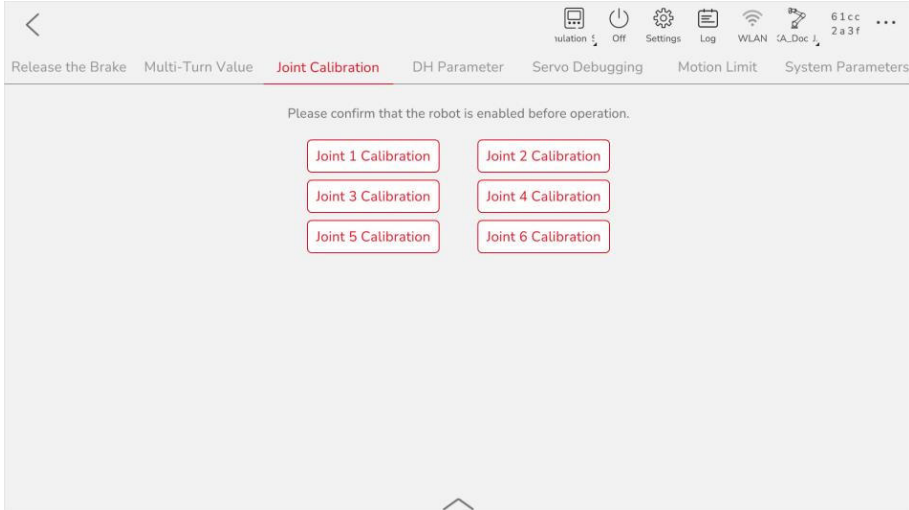 Off Settings Log WLAN
61cc
2a3f
Release the Brake Multi-Turn Value Joint Calibration DH Parameter Servo Debugging Motion Limit System Parameters
Please confirm that the robot is enabled before operation.
Joint 1 Calibration Joint 2 Calibration
Joint 3 Calibration Joint 4 Calibration
Joint 5 Calibration Joint 6 Calibration